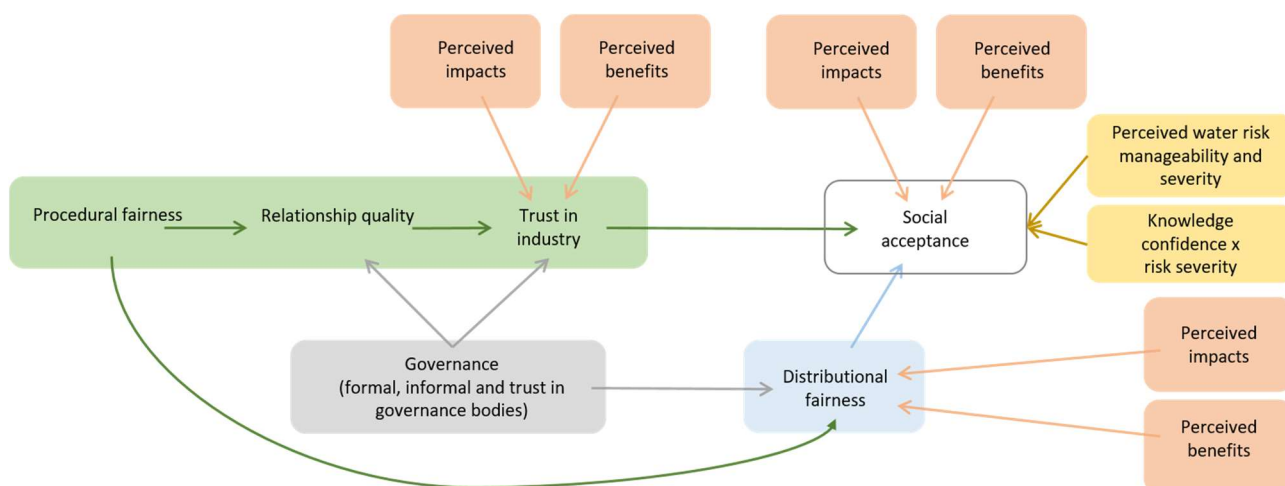 Perceived
impacts
Perceived
benefits
Perceived
impacts
Perceived
benefits
Perceived water risk
manageability and
severity
Procedural fairness
Relationship quality
Trust in
industry
Social
acceptance
Knowledge
confidence x
risk severity
Governance
(formal, informal and trust in
governance bodies)
Distributional
fairness
Perceived
impacts
Perceived
benefits